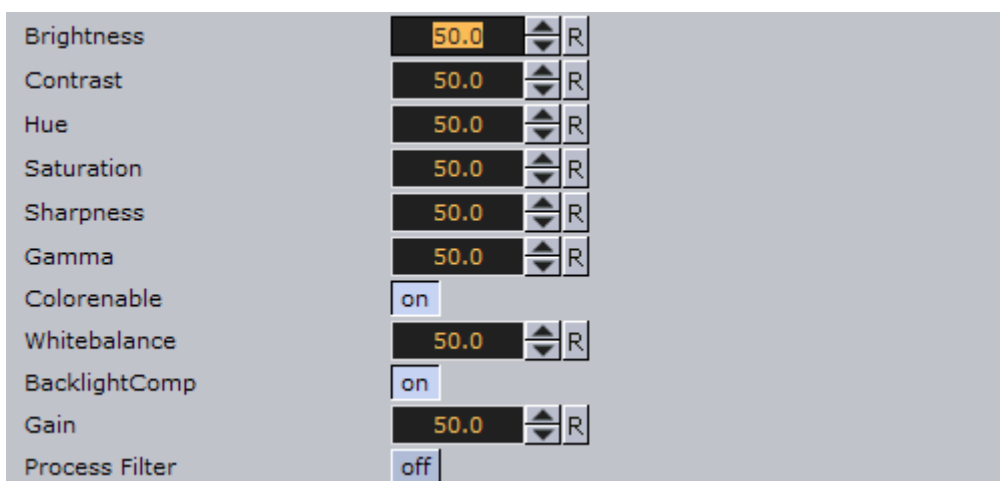 Brightness 50.0 R
Contrast 50.0 R
Hue 50.0 R
Saturation 50.0 R
Sharpness 50.0 R
Gamma 50.0 R
Colorenable on
Whitebalance 50.0 R
BacklightComp on
Gain 50.0 R
Process Filter off